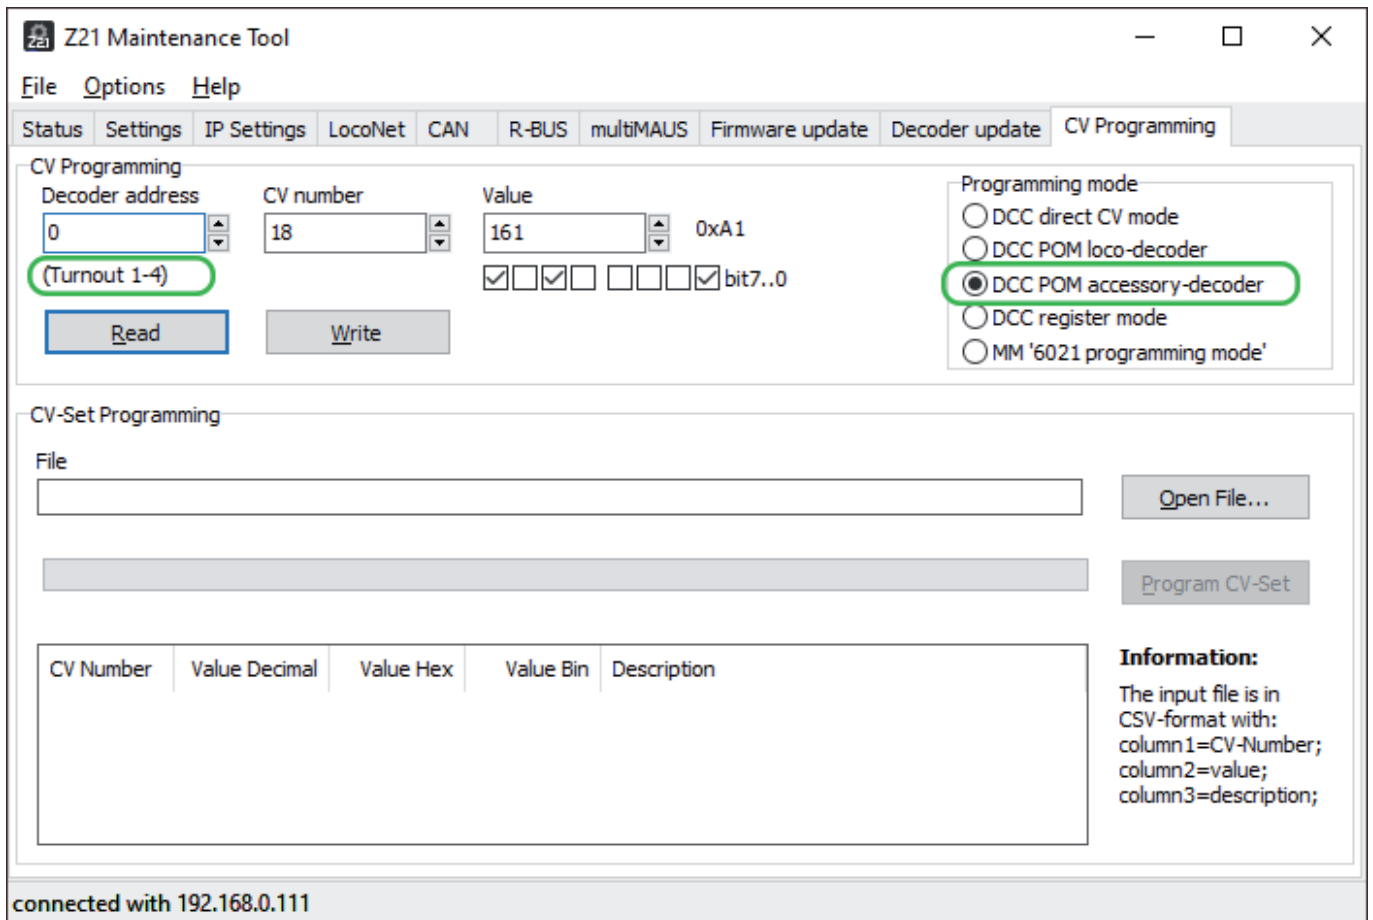 Z21 Z21 Maintenance Tool
File Options Help
Status Settings IP Settings LocoNet CAN R-BUS multiMAUS Firmware update Decoder update CV Programming
CV Programming
Decoder address CV number Value
0 18 161 0xA1
(Turnout 1-4)
bit7..0
Read Write
Programming mode
DCC direct CV mode
DCC POM loco-decoder
DCC POM accessory-decoder
DCC register mode
MM '6021 programming mode'
CV-Set Programming
File
Open File...
Program CV-Set
CV Number Value Decimal Value Hex Value Bin Description
Information:
The input file is in
CSV-format with:
column1=CV-Number;
column2=value;
column3=description;
connected with 192.168.0.111